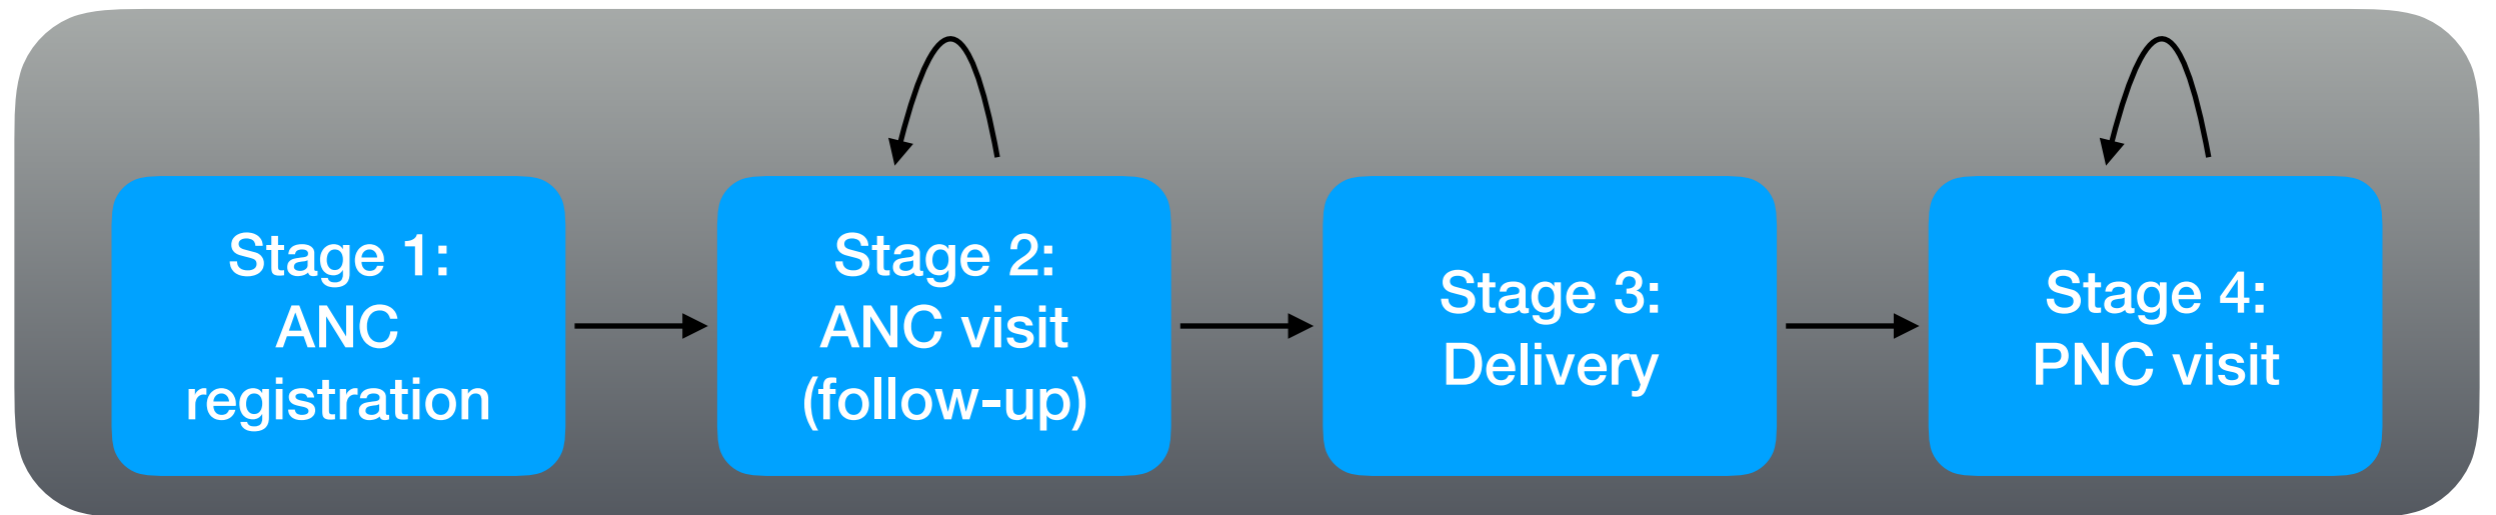 Stage 1:
ANC
registration
Stage 2:
ANC visit
(follow-up)
Stage 3:
Delivery
Stage 4:
PNC visit